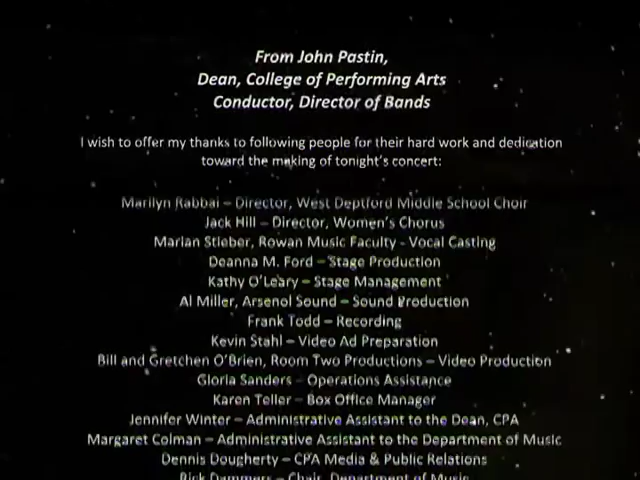 From John Pastin,
Dean, College of Performing Arts
Conductor, Director of Bands
I wish to offer my thanks to following people for their hard work and dedication
toward the making of tonight's concert:
Marilyn Rabbai – Director, West Deptford Middle School Choir
Jack Hill – Director, Women's Chorus
Marian Stieber, Rowan Music Faculty - Vocal Casting
Deanna M. Ford – Stage Production
Kathy O'Leary – Stage Management
Al Miller, Arsenol Sound – Sound Production
Frank Todd – Recording
Kevin Stahl – Video Ad Preparation
Bill and Gretchen O'Brien, Room Two Productions – Video Production
Gloria Sanders - Operations Assistance
Karen Teller – Box Office Manager
Jennifer Winter – Administrative Assistant to the Dean, CPA
Margaret Colman – Administrative Assistant to the Department of Music
Dennis Dougherty – CPA Media & Public Relations
Rick Dammers – Chair, Department of Music